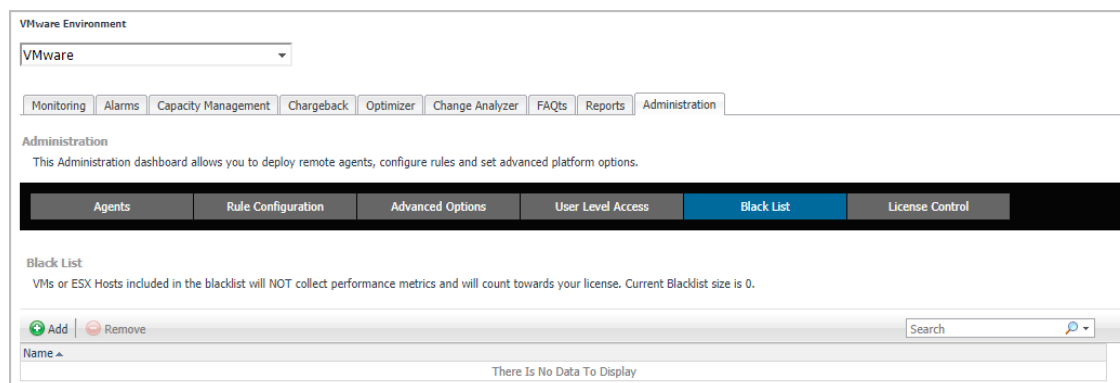 VMware Environment
VMware
Monitoring Alarms Capacity Management Chargeback Optimizer Change Analyzer FAQts Reports Administration
Administration
This Administration dashboard allows you to deploy remote agents, configure rules and set advanced platform options.
Agents Rule Configuration Advanced Options User Level Access Black List License Control
Black List
VMs or ESX Hosts included in the blacklist will NOT collect performance metrics and will count towards your license. Current Blacklist size is 0.
Add Remove Search
Name
There Is No Data To Display